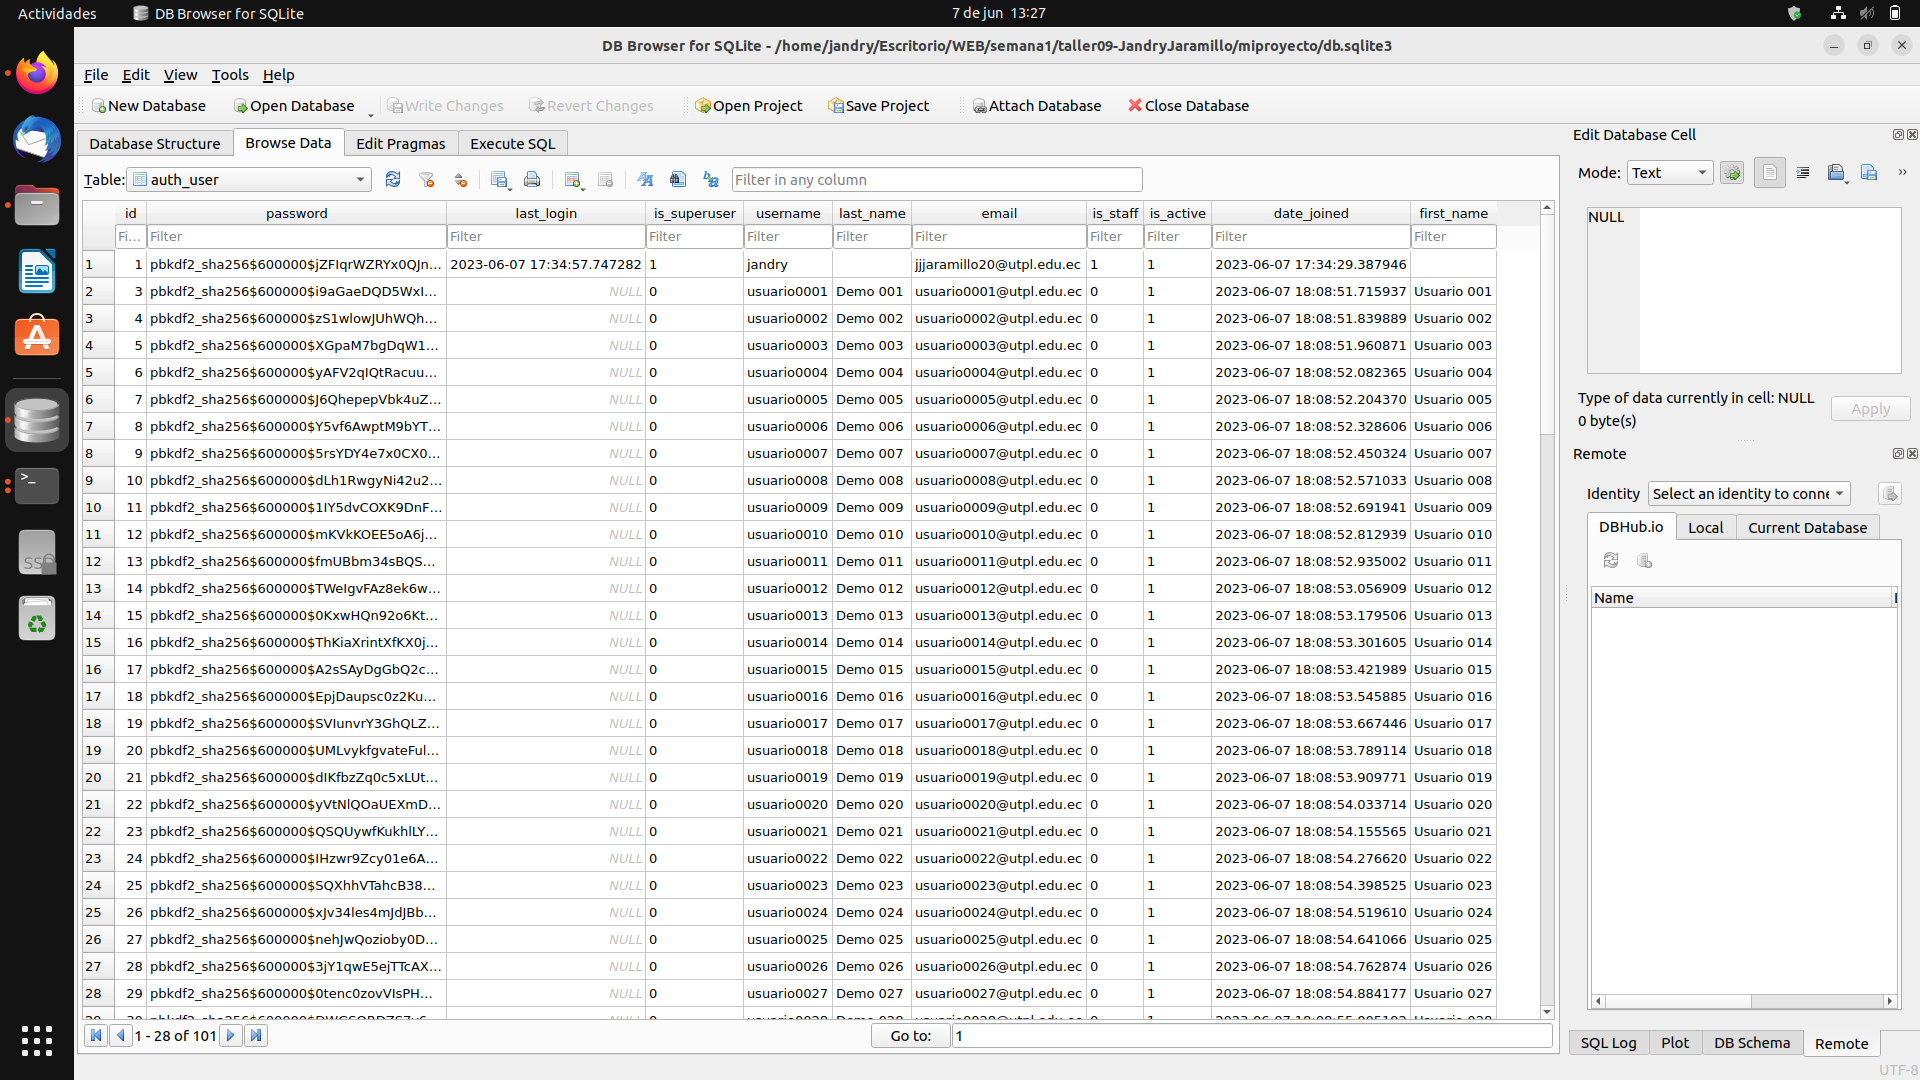 Actividades DB Browser for SQLite 7 de jun 13:27
DB Browser for SQLite - /home/jandry/Escritorio/WEB/semana1/taller09-JandryJaramillo/miproyecto/db.sqlite3
File Edit View Tools Help
New Database Open Database Write Changes Revert Changes Open Project Save Project Attach Database Close Database
Database Structure Browse Data Edit Pragmas Execute SQL
Table: auth_user Filter in any column
id password last_login is_superuser username last_name email is_staff is_active date_joined first_name
Fi... Filter Filter Filter Filter Filter Filter Filter Filter Filter Filter
1 1 pbkdf2_sha256$600000$jZFIqrWZRYx0QJn... 2023-06-07 17:34:57.747282 1 jandry jjjaramillo20@utpl.edu.ec 1 1 2023-06-07 17:34:29.387946
2 3 pbkdf2_sha256$600000$i9aGaeDQD5WxI... NULL 0 usuario0001 Demo 001 usuario0001@utpl.edu.ec 0 1 2023-06-07 18:08:51.715937 Usuario 001
3 4 pbkdf2_sha256$600000$zS1wlowJUhWQh... NULL 0 usuario0002 Demo 002 usuario0002@utpl.edu.ec 0 1 2023-06-07 18:08:51.839889 Usuario 002
4 5 pbkdf2_sha256$600000$XGpaM7bgDqW1... NULL 0 usuario0003 Demo 003 usuario0003@utpl.edu.ec 0 1 2023-06-07 18:08:51.960871 Usuario 003
5 6 pbkdf2_sha256$600000$yAFV2qIQtRacuu... NULL 0 usuario0004 Demo 004 usuario0004@utpl.edu.ec 0 1 2023-06-07 18:08:52.082365 Usuario 004
6 7 pbkdf2_sha256$600000$J6QhepepVbk4uZ... NULL 0 usuario0005 Demo 005 usuario0005@utpl.edu.ec 0 1 2023-06-07 18:08:52.204370 Usuario 005
7 8 pbkdf2_sha256$600000$Y5vf6AwptM9bYT... NULL 0 usuario0006 Demo 006 usuario0006@utpl.edu.ec 0 1 2023-06-07 18:08:52.328606 Usuario 006
8 9 pbkdf2_sha256$600000$5rsYDY4e7x0CX0... NULL 0 usuario0007 Demo 007 usuario0007@utpl.edu.ec 0 1 2023-06-07 18:08:52.450324 Usuario 007
9 10 pbkdf2_sha256$600000$dLh1RwgyNi42u2... NULL 0 usuario0008 Demo 008 usuario0008@utpl.edu.ec 0 1 2023-06-07 18:08:52.571033 Usuario 008
10 11 pbkdf2_sha256$600000$1IY5dvCOXK9DnF... NULL 0 usuario0009 Demo 009 usuario0009@utpl.edu.ec 0 1 2023-06-07 18:08:52.691941 Usuario 009
11 12 pbkdf2_sha256$600000$mKVkKOEE5oA6j... NULL 0 usuario0010 Demo 010 usuario0010@utpl.edu.ec 0 1 2023-06-07 18:08:52.812939 Usuario 010
12 13 pbkdf2_sha256$600000$fmUBbm34sBQS... NULL 0 usuario0011 Demo 011 usuario0011@utpl.edu.ec 0 1 2023-06-07 18:08:52.935002 Usuario 011
13 14 pbkdf2_sha256$600000$TWeIgvFAz8ek6w... NULL 0 usuario0012 Demo 012 usuario0012@utpl.edu.ec 0 1 2023-06-07 18:08:53.056909 Usuario 012
14 15 pbkdf2_sha256$600000$0KxwHQn92o6Kt... NULL 0 usuario0013 Demo 013 usuario0013@utpl.edu.ec 0 1 2023-06-07 18:08:53.179506 Usuario 013
15 16 pbkdf2_sha256$600000$ThKiaXrintXfKX0j... NULL 0 usuario0014 Demo 014 usuario0014@utpl.edu.ec 0 1 2023-06-07 18:08:53.301605 Usuario 014
16 17 pbkdf2_sha256$600000$A2sSAyDgGbQ2c... NULL 0 usuario0015 Demo 015 usuario0015@utpl.edu.ec 0 1 2023-06-07 18:08:53.421989 Usuario 015
17 18 pbkdf2_sha256$600000$EpjDaupsc0z2Ku... NULL 0 usuario0016 Demo 016 usuario0016@utpl.edu.ec 0 1 2023-06-07 18:08:53.545885 Usuario 016
18 19 pbkdf2_sha256$600000$SVIunvrY3GhQLZ... NULL 0 usuario0017 Demo 017 usuario0017@utpl.edu.ec 0 1 2023-06-07 18:08:53.667446 Usuario 017
19 20 pbkdf2_sha256$600000$UMLvykfgvateFul... NULL 0 usuario0018 Demo 018 usuario0018@utpl.edu.ec 0 1 2023-06-07 18:08:53.789114 Usuario 018
20 21 pbkdf2_sha256$600000$dIKfbzZq0c5xLUt... NULL 0 usuario0019 Demo 019 usuario0019@utpl.edu.ec 0 1 2023-06-07 18:08:53.909771 Usuario 019
21 22 pbkdf2_sha256$600000$yVtNlQOaUEXmD... NULL 0 usuario0020 Demo 020 usuario0020@utpl.edu.ec 0 1 2023-06-07 18:08:54.033714 Usuario 020
22 23 pbkdf2_sha256$600000$QSQUywfKukhlLY... NULL 0 usuario0021 Demo 021 usuario0021@utpl.edu.ec 0 1 2023-06-07 18:08:54.155565 Usuario 021
23 24 pbkdf2_sha256$600000$IHzwr9Zcy01e6A... NULL 0 usuario0022 Demo 022 usuario0022@utpl.edu.ec 0 1 2023-06-07 18:08:54.276620 Usuario 022
24 25 pbkdf2_sha256$600000$SQXhhVTahcB38... NULL 0 usuario0023 Demo 023 usuario0023@utpl.edu.ec 0 1 2023-06-07 18:08:54.398525 Usuario 023
25 26 pbkdf2_sha256$600000$xJv34les4mJdJBb... NULL 0 usuario0024 Demo 024 usuario0024@utpl.edu.ec 0 1 2023-06-07 18:08:54.519610 Usuario 024
26 27 pbkdf2_sha256$600000$nehJwQozioby0D... NULL 0 usuario0025 Demo 025 usuario0025@utpl.edu.ec 0 1 2023-06-07 18:08:54.641066 Usuario 025
27 28 pbkdf2_sha256$600000$3jY1qwE5ejTTcAX... NULL 0 usuario0026 Demo 026 usuario0026@utpl.edu.ec 0 1 2023-06-07 18:08:54.762874 Usuario 026
28 29 pbkdf2_sha256$600000$0tenc0zovVIsPH... NULL 0 usuario0027 Demo 027 usuario0027@utpl.edu.ec 0 1 2023-06-07 18:08:54.884177 Usuario 027
1 - 28 of 101 Go to: 1
Edit Database Cell
Mode: Text
NULL
Type of data currently in cell: NULL
0 byte(s)
Apply
Remote
Identity Select an identity to conne
DBHub.io Local Current Database
Name
SQL Log Plot DB Schema Remote
UTF-8